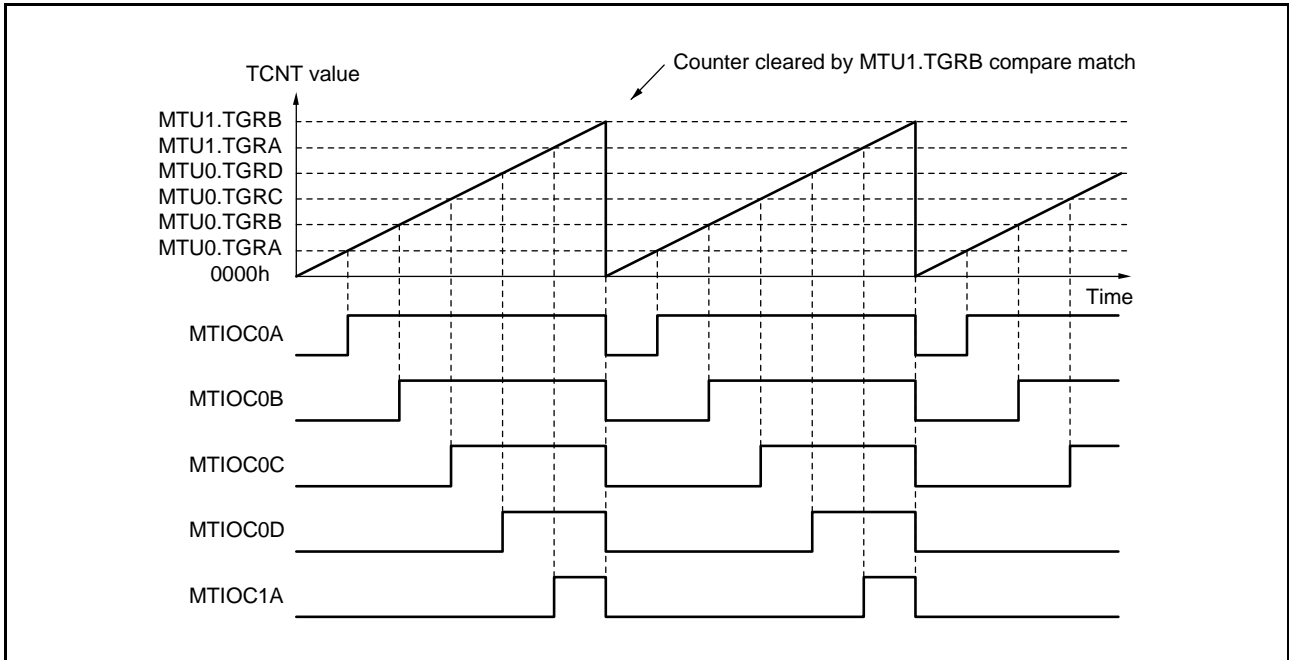 Counter cleared by MTU1.TGRB compare match
TCNT value
MTU1.TGRB
MTU1.TGRA
MTU0.TGRD
MTU0.TGRC
MTU0.TGRB
MTU0.TGRA
0000h
Time
MTIOC0A
MTIOC0B
MTIOC0C
MTIOC0D
MTIOC1A